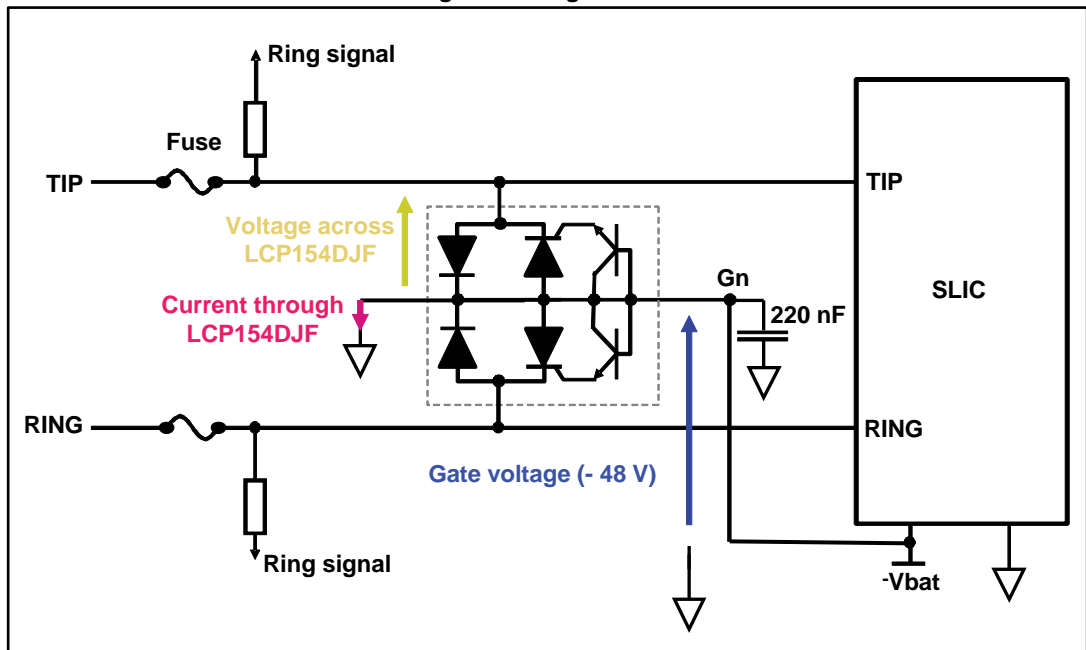 Ring signal
Fuse
TIP
TIP
Voltage across
LCP154DJF
Gn
SLIC
Current through
LCP154DJF
220 nF
RING
RING
Gate voltage (- 48 V)
Ring signal
-Vbat